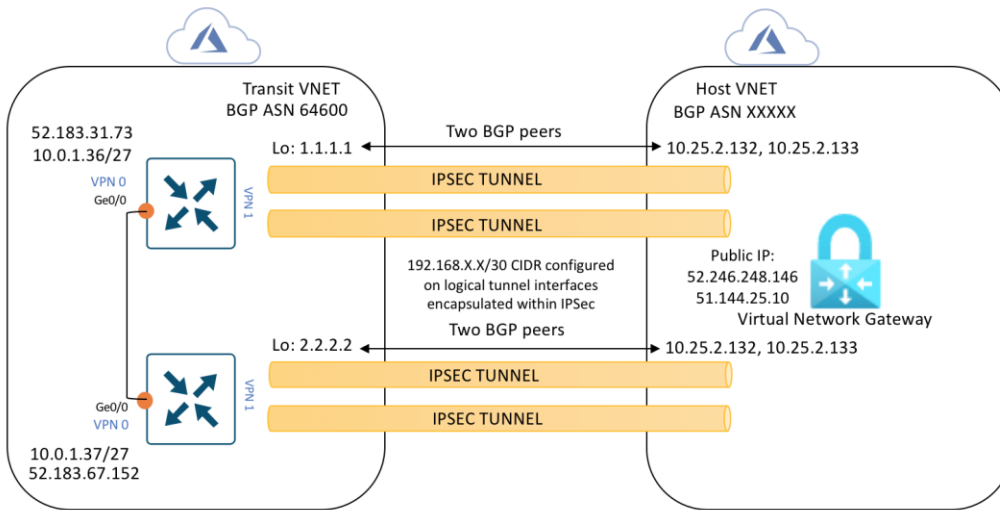 Transit VNET
BGP ASN 64600
Host VNET
BGP ASN XXXXX
52.183.31.73
10.0.1.36/27
VPN 0
Ge0/0
VPN 1
Lo: 1.1.1.1
Two BGP peers
10.25.2.132, 10.25.2.133
IPSEC TUNNEL
IPSEC TUNNEL
192.168.X.X/30 CIDR configured
on logical tunnel interfaces
encapsulated within IPSec
Public IP:
52.246.248.146
51.144.25.10
Virtual Network Gateway
Lo: 2.2.2.2
Two BGP peers
10.25.2.132, 10.25.2.133
IPSEC TUNNEL
IPSEC TUNNEL
VPN 1
Ge0/0
VPN 0
10.0.1.37/27
52.183.67.152